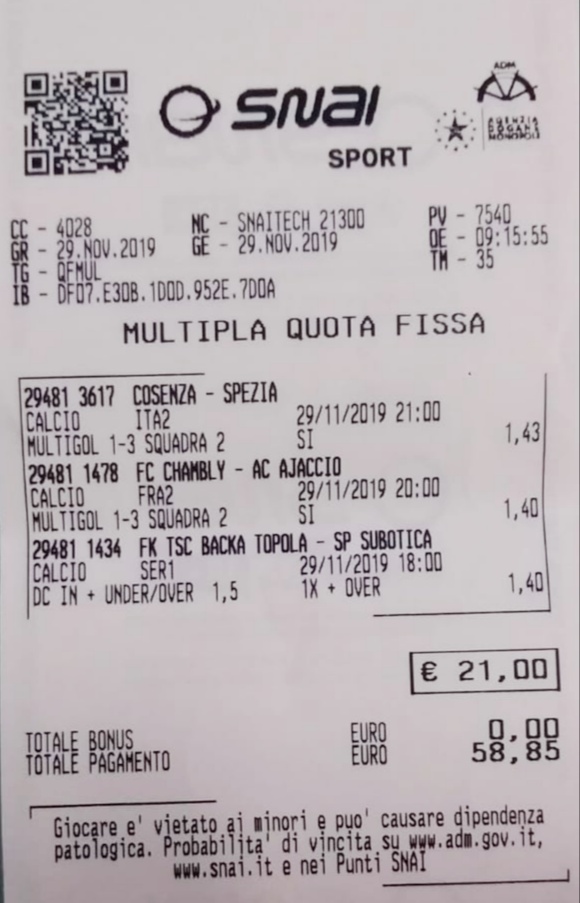 snai
SPORT
ADM
AGENZIA
DOGANE
MONOPOLI
CC - 4028 NC - SNAITECH 21300 PV - 7540
GR - 29.NOV.2019 GE - 29.NOV.2019 OE - 09:15:55
TG - QFMUL TM - 35
IB - DF07.E30B.1D0D.952E.7D0A
MULTIPLA QUOTA FISSA
29481 3617 COSENZA - SPEZIA
CALCIO ITA2 29/11/2019 21:00
MULTIGOL 1-3 SQUADRA 2 SI 1,43
29481 1478 FC CHAMBLY - AC AJACCIO
CALCIO FRA2 29/11/2019 20:00
MULTIGOL 1-3 SQUADRA 2 SI 1,40
29481 1434 FK TSC BACKA TOPOLA - SP SUBOTICA
CALCIO SER1 29/11/2019 18:00
DC IN + UNDER/OVER 1,5 1X + OVER 1,40
€ 21,00
TOTALE BONUS EURO 0,00
TOTALE PAGAMENTO EURO 58,85
Giocare e' vietato ai minori e puo' causare dipendenza
patologica. Probabilita' di vincita su www.adm.gov.it,
www.snai.it e nei Punti SNAI